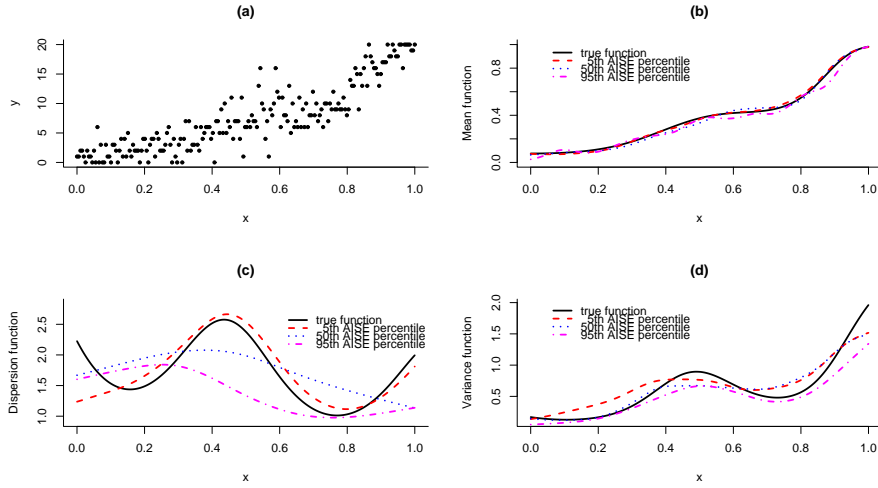 (a)
y
20
15
10
5
0
0.0 0.2 0.4 0.6 0.8 1.0
x
(b)
Mean function
0.8
0.4
0.0
true function
5th AISE percentile
50th AISE percentile
95th AISE percentile
0.0 0.2 0.4 0.6 0.8 1.0
x
(c)
Dispersion function
2.5
2.0
1.5
1.0
true function
5th AISE percentile
50th AISE percentile
95th AISE percentile
0.0 0.2 0.4 0.6 0.8 1.0
x
(d)
Variance function
2.0
1.5
1.0
0.5
true function
5th AISE percentile
50th AISE percentile
95th AISE percentile
0.0 0.2 0.4 0.6 0.8 1.0
x